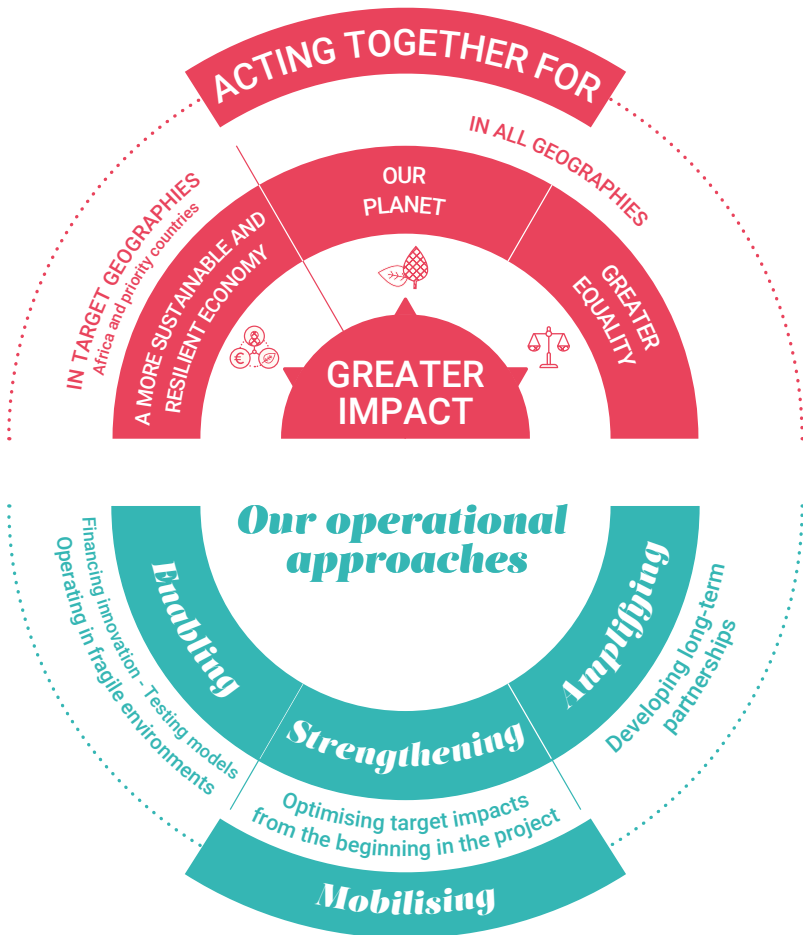 ACTING TOGETHER FOR
IN ALL GEOGRAPHIES
IN TARGET GEOGRAPHIES
Africa and priority countries
A MORE SUSTAINABLE AND
RESILIENT ECONOMY
OUR
PLANET
GREATER
EQUALITY
€
GREATER
IMPACT
Our operational
approaches
Enabling
Financing innovation - Testing models
Operating in fragile environments
Strengthening
Optimising target impacts
from the beginning in the project
Amplifying
Developing long-term
partnerships
Mobilising